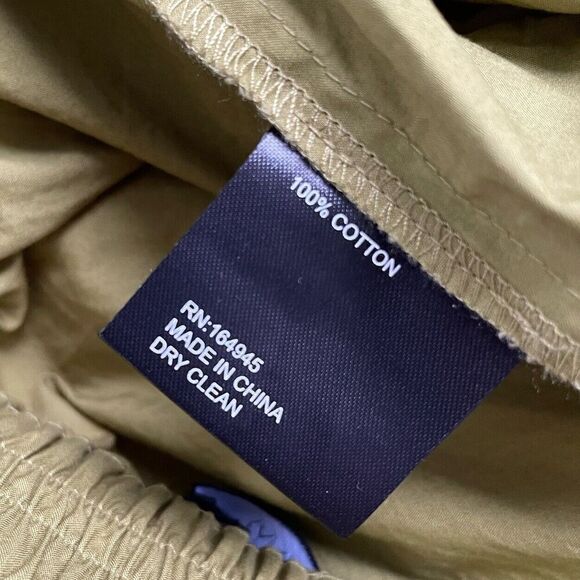 100% COTTON
RN:164945
MADE IN CHINA
DRY CLEAN